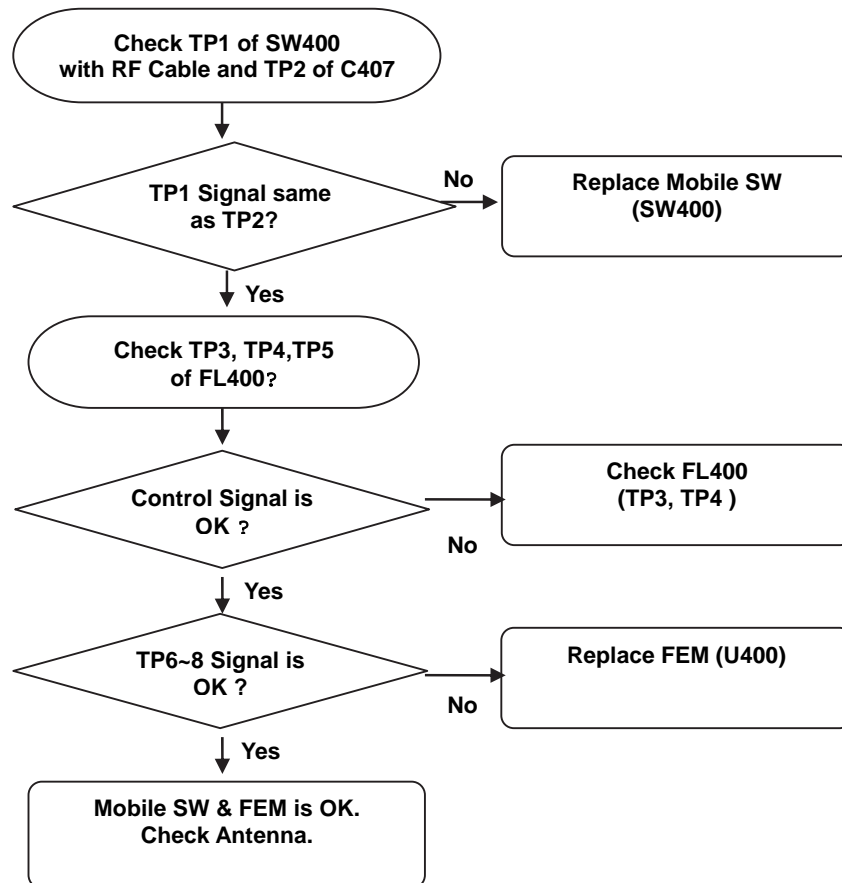 Check TP1 of SW400
with RF Cable and TP2 of C407
TP1 Signal same
as TP2?
No
Replace Mobile SW
(SW400)
Yes
Check TP3, TP4,TP5
of FL400?
Control Signal is
OK ?
No
Check FL400
(TP3, TP4 )
Yes
TP6~8 Signal is
OK ?
No
Replace FEM (U400)
Yes
Mobile SW & FEM is OK.
Check Antenna.